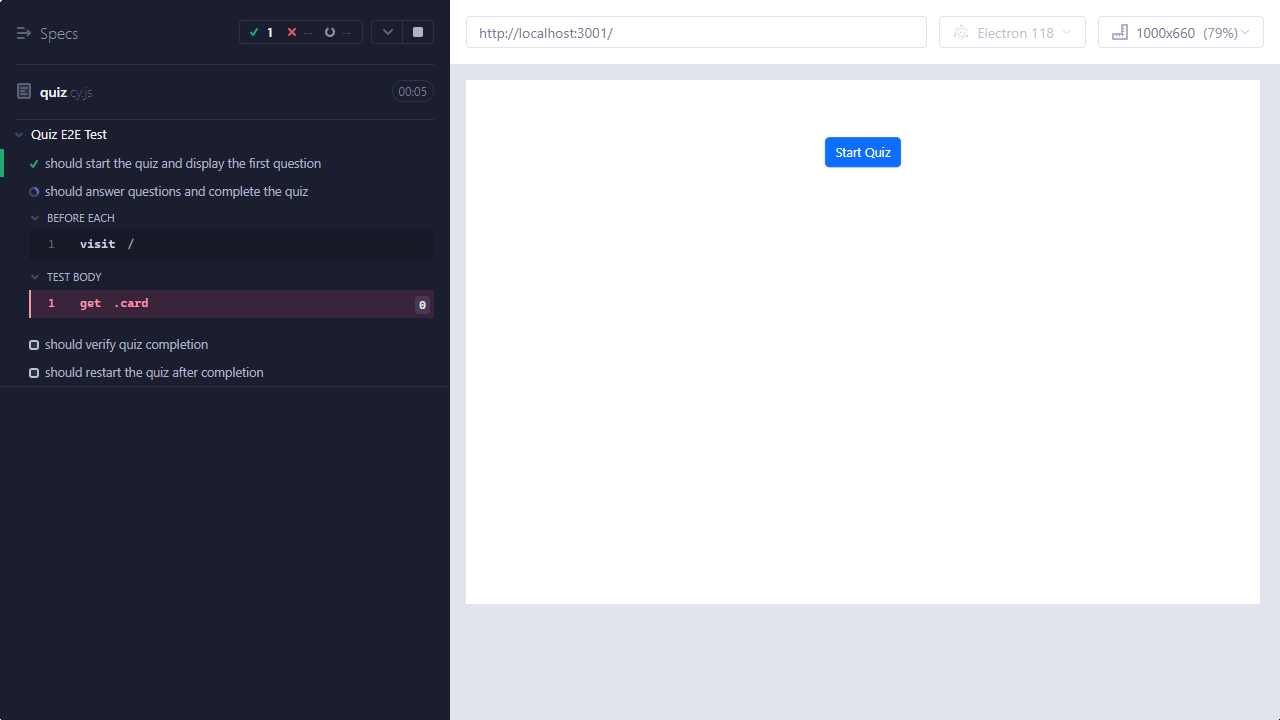 Specs
1 -- --
quiz.cy.js
00:05
Quiz E2E Test
should start the quiz and display the first question
should answer questions and complete the quiz
BEFORE EACH
1 visit /
TEST BODY
1 get .card 0
should verify quiz completion
should restart the quiz after completion
http://localhost:3001/
Electron 118
1000x660 (79%)
Start Quiz